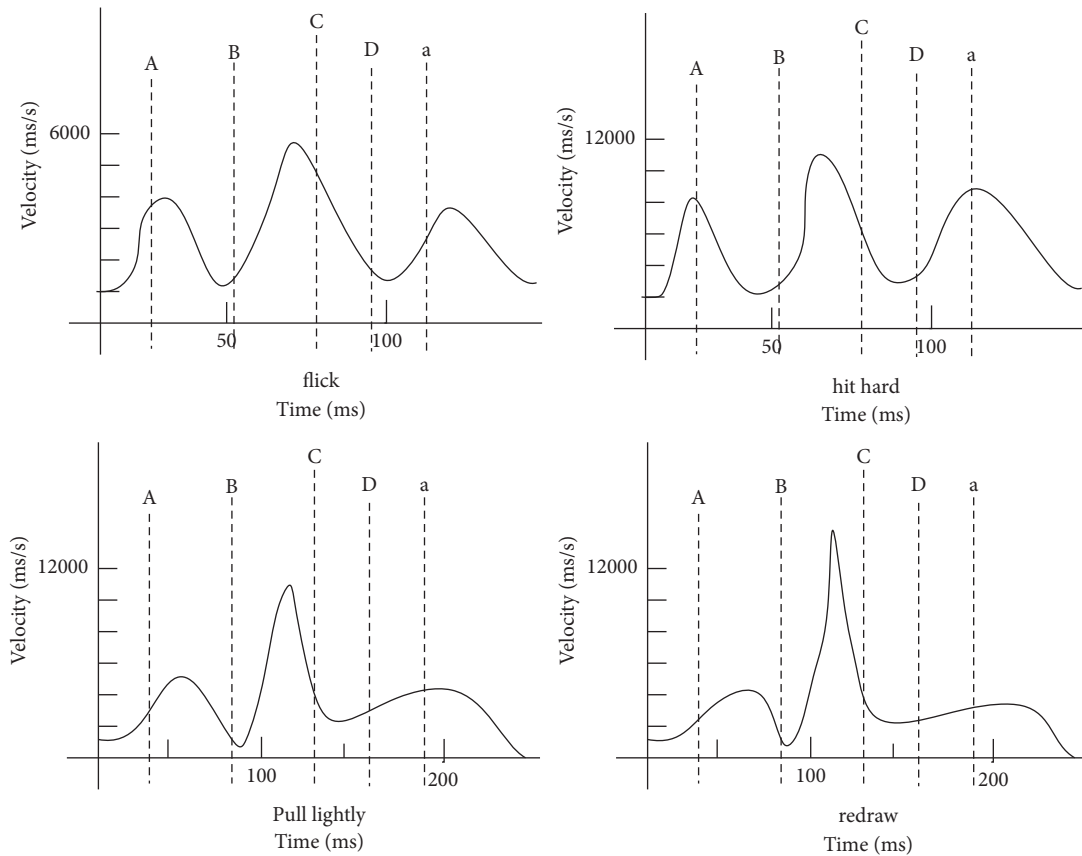 A
B
C
D
a
6000
Velocity (ms/s)
50
100
flick
Time (ms)
A
B
C
D
a
12000
Velocity (ms/s)
50
100
hit hard
Time (ms)
A
B
C
D
a
12000
Velocity (ms/s)
100
200
Pull lightly
Time (ms)
A
B
C
D
a
12000
Velocity (ms/s)
100
200
redraw
Time (ms)